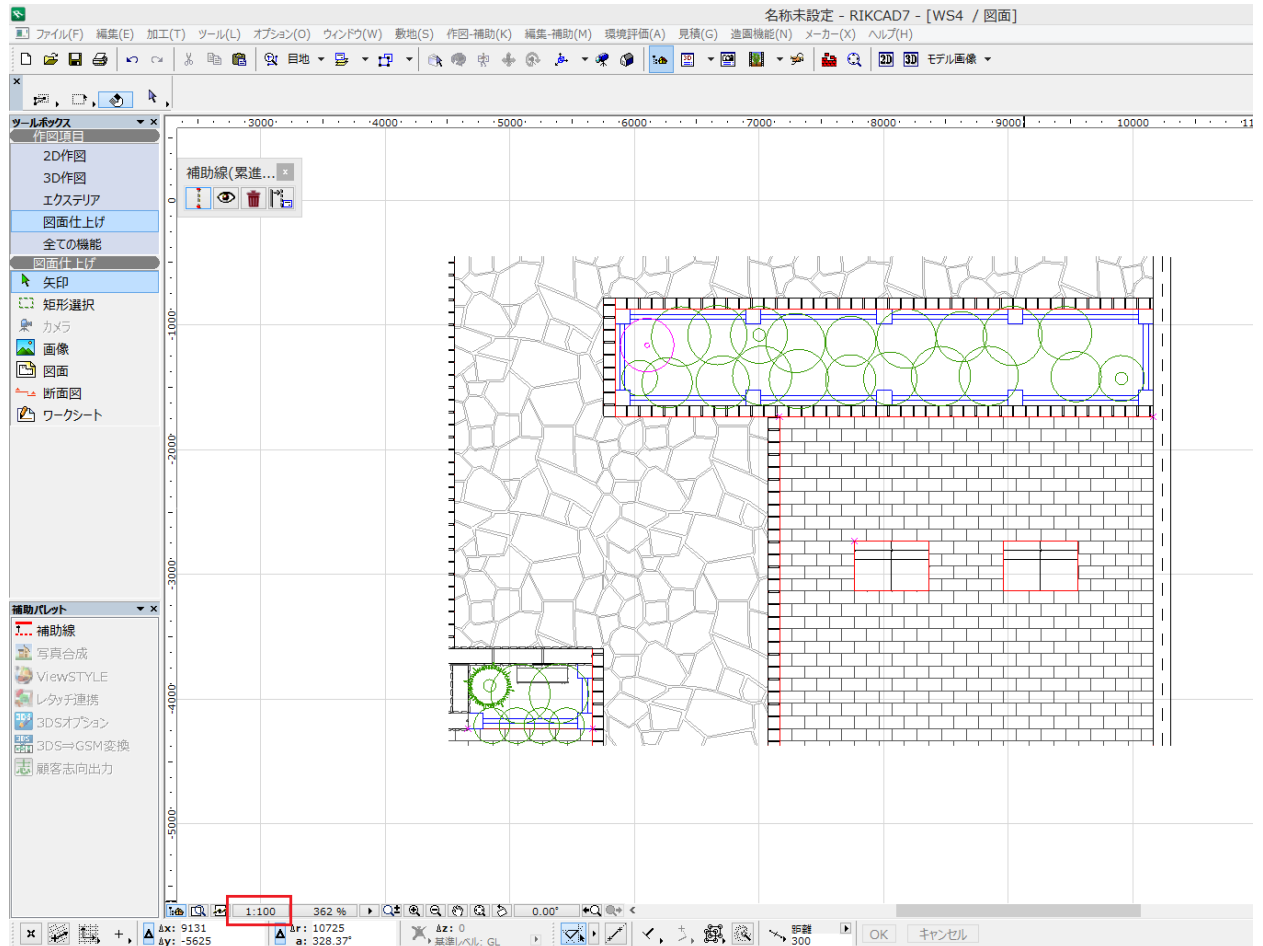 名称未設定 - RIKCAD7 - [WS4 / 図面]
ファイル(F) 編集(E) 加工(T) ツール(L) オプション(O) ウィンドウ(W) 敷地(S) 作図-補助(K) 編集-補助(M) 環境評価(A) 見積(G) 造園機能(N) メーカー(X) ヘルプ(H)
目地 2D 3D モデル画像
ツールボックス
作図項目
2D作図
3D作図
エクステリア
図面仕上げ
全ての機能
図面仕上げ
矢印
矩形選択
カメラ
画像
図面
断面図
ワークシート
補助パレット
補助線
写真合成
ViewSTYLE
レタッチ連携
3DSオプション
3DS⇒GSM変換
顧客志向出力
3000 4000 5000 6000 7000 8000 9000 10000 11
補助線(累進...
0
-1000
-2000
-3000
-4000
-5000
1:100 362 % 0.00°
Δx: 9131 Δr: 10725 Δz: 0 距離
Δy: -5625 a: 328.37° 基準レベル: GL 300 OK キャンセル